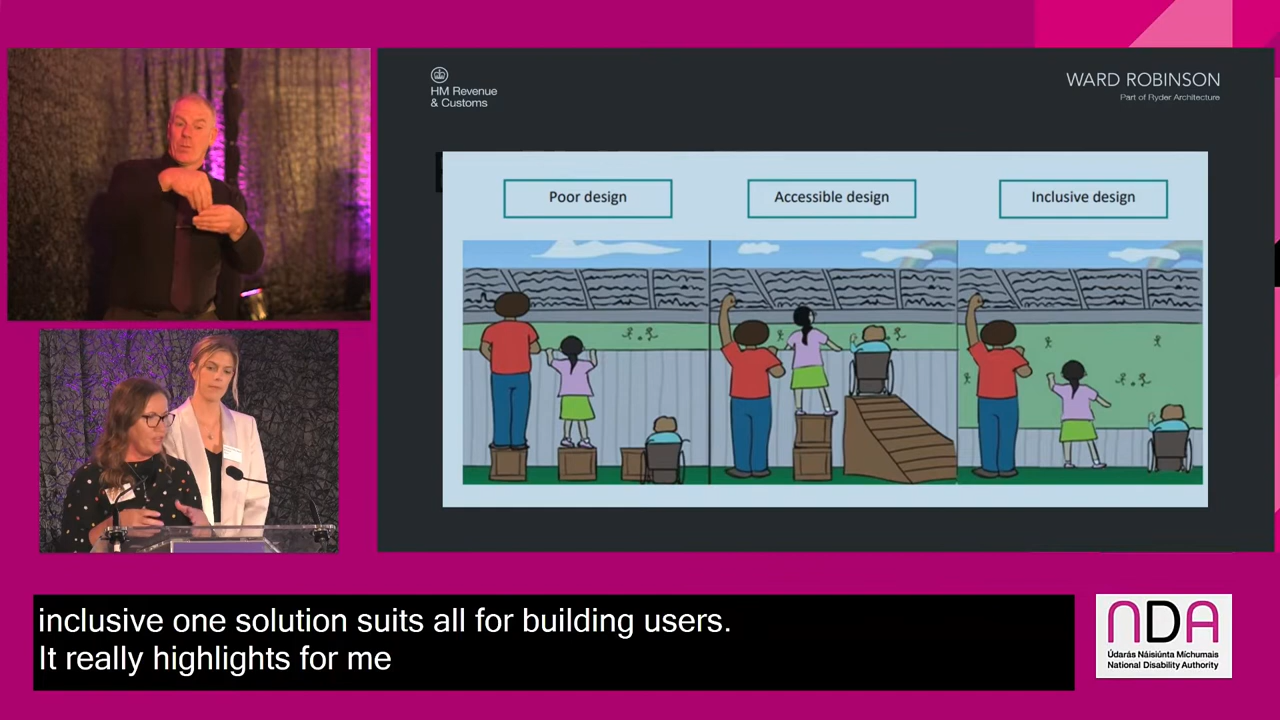 HM Revenue
& Customs
WARD ROBINSON
Part of Ryder Architecture
Poor design
Accessible design
Inclusive design
inclusive one solution suits all for building users.
It really highlights for me
NDA
Údarás Náisiúnta Míchumais
National Disability Authority